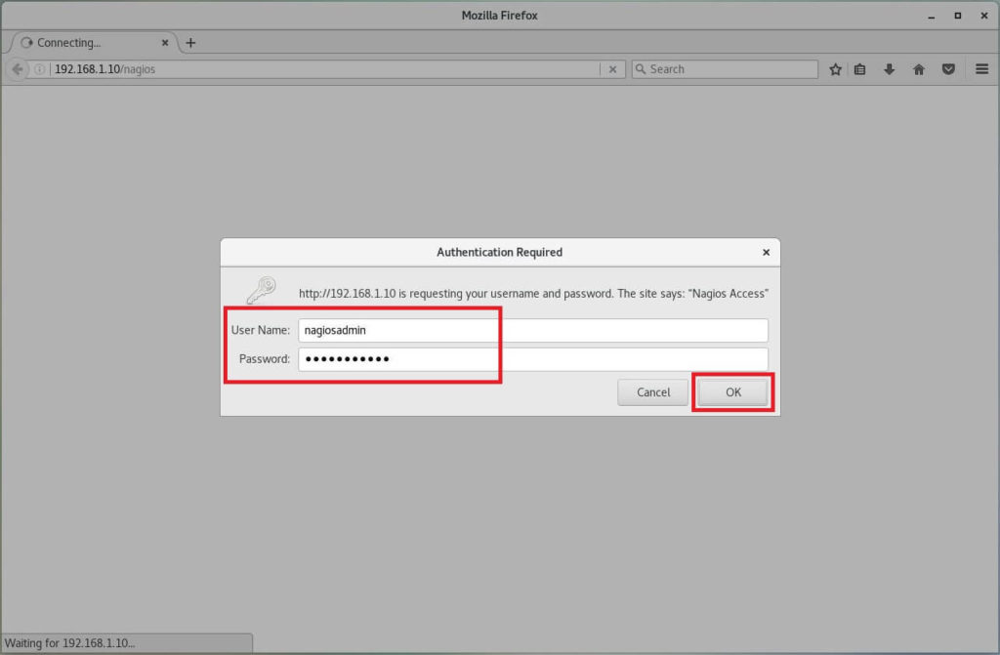 Mozilla Firefox
Connecting...
192.168.1.10/nagios
Search
Authentication Required
http://192.168.1.10 is requesting your username and password. The site says: "Nagios Access"
User Name: nagiosadmin
Password: ●●●●●●●●●●●
Cancel OK
Waiting for 192.168.1.10...